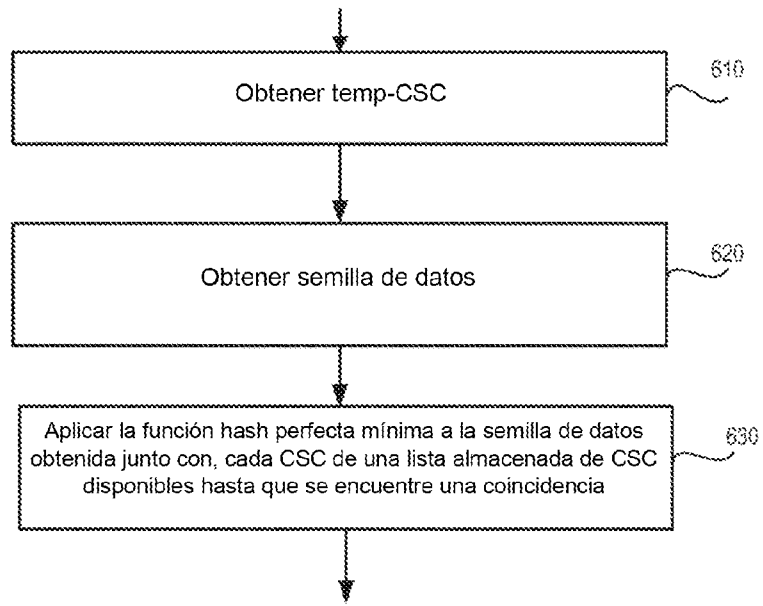 610
Obtener temp-CSC
620
Obtener semilla de datos
630
Aplicar la función hash perfecta mínima a la semilla de datos
obtenida junto con, cada CSC de una lista almacenada de CSC
disponibles hasta que se encuentre una coincidencia